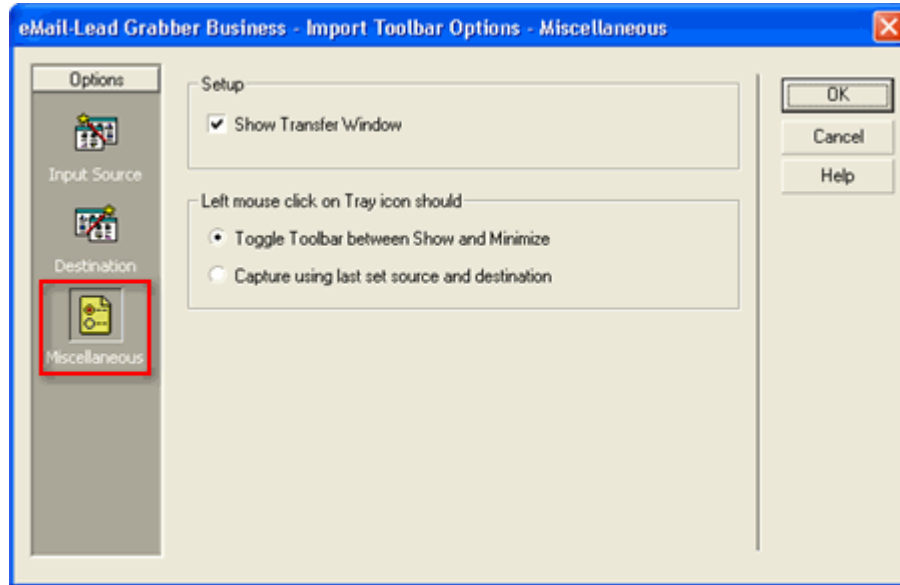 eMail-Lead Grabber Business - Import Toolbar Options - Miscellaneous
Options
Input Source
Destination
Miscellaneous
Setup
Show Transfer Window
Left mouse click on Tray icon should
Toggle Toolbar between Show and Minimize
Capture using last set source and destination
OK
Cancel
Help